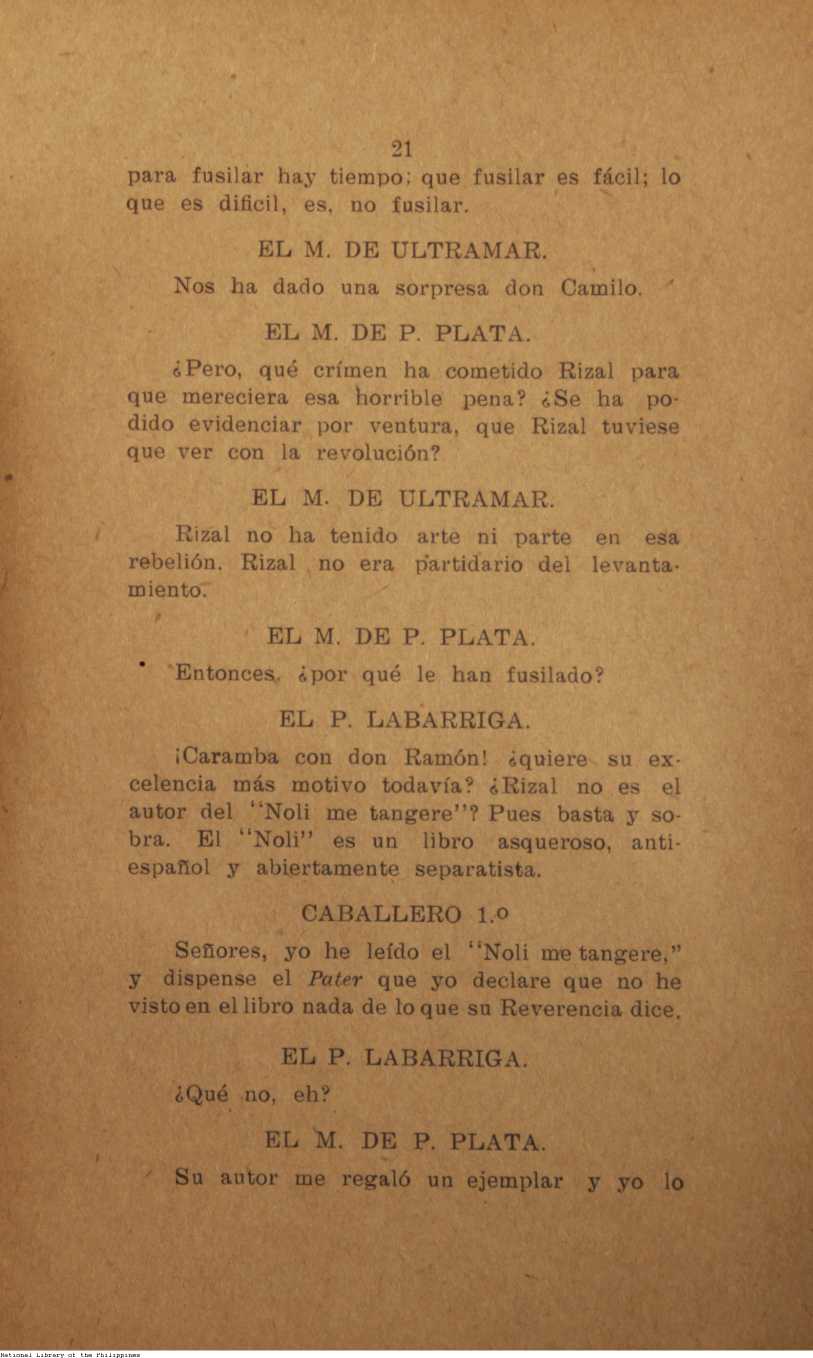 21
para fusilar hay tiempo; que fusilar es fácil; lo
que es dificil, es, no fusilar.
EL M. DE ULTRAMAR.
Nos ha dado una sorpresa don Camilo.
EL M. DE P. PLATA.
¿Pero, qué crímen ha cometido Rizal para
que mereciera esa horrible pena? ¿Se ha po-
dido evidenciar por ventura, que Rizal tuviese
que ver con la revolución?
EL M. DE ULTRAMAR.
Rizal no ha tenido arte ni parte en esa
rebelión. Rizal no era partidario del levanta-
miento.
EL M. DE P. PLATA.
Entonces, ¿por qué le han fusilado?
EL P. LABARRIGA.
¡Caramba con don Ramón! ¿quiere su ex-
celencia más motivo todavía? ¿Rizal no es el
autor del "Noli me tangere"? Pues basta y so-
bra. El "Noli" es un libro asqueroso, anti-
español y abiertamente separatista.
CABALLERO 1.º
Señores, yo he leído el "Noli me tangere,"
y dispense el Pater que yo declare que no he
visto en el libro nada de lo que su Reverencia dice.
EL P. LABARRIGA.
¿Qué no, eh?
EL M. DE P. PLATA.
Su autor me regaló un ejemplar y yo lo
National Library of the Philippines